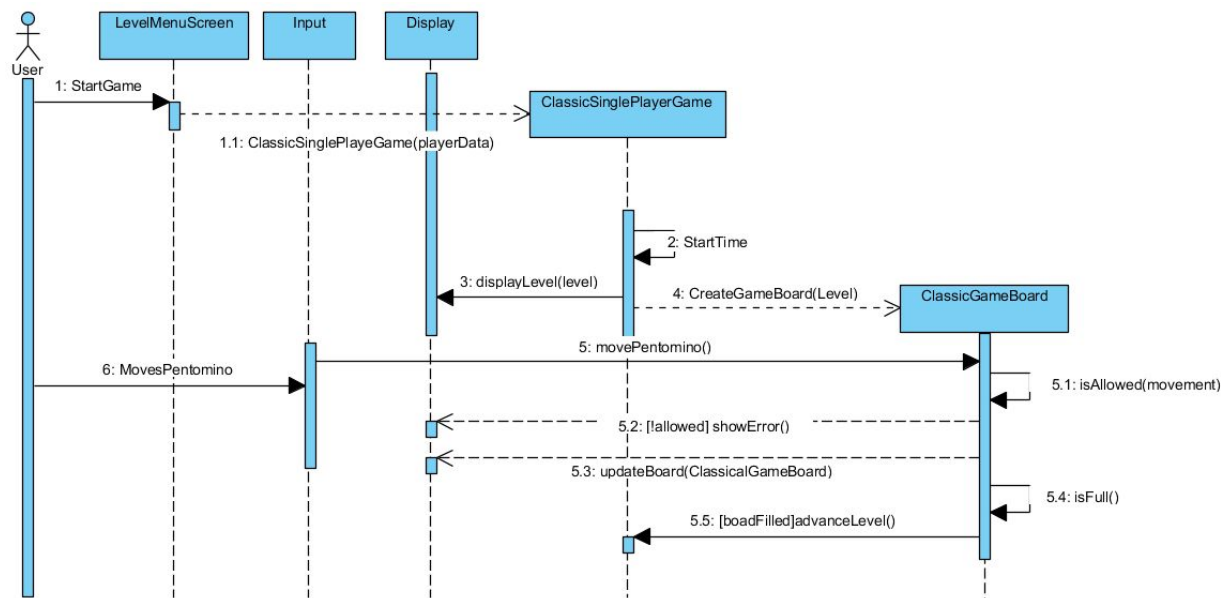 LevelMenuScreen
Input
Display
User
1: StartGame
ClassicSinglePlayerGame
1.1: ClassicSinglePlayeGame(playerData)
2: StartTime
3: displayLevel(level)
4: CreateGameBoard(Level)
ClassicGameBoard
5: movePentomino()
6: MovesPentomino
5.1: isAllowed(movement)
5.2: [!allowed] showError()
5.3: updateBoard(ClassicalGameBoard)
5.4: isFull()
5.5: [boadFilled]advanceLevel()